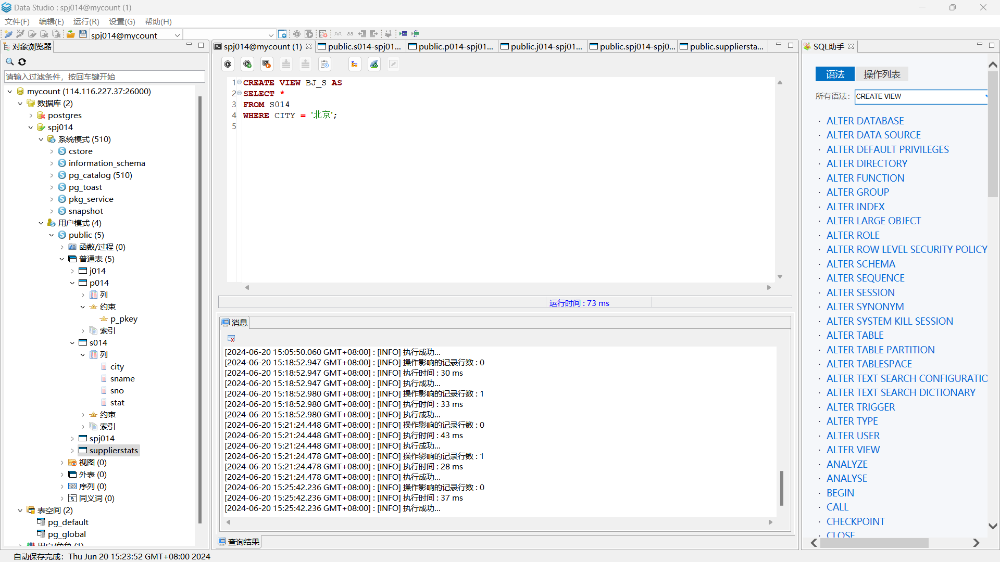 Data Studio : spj014@mycount (1)
文件(F) 编辑(E) 运行(R) 设置(G) 帮助(H)
spj014@mycount
对象浏览器
请输入过滤条件，按回车键开始
mycount (114.116.227.37:26000)
数据库 (2)
postgres
spj014
系统模式 (510)
cstore
information_schema
pg_catalog (510)
pg_toast
pkg_service
snapshot
用户模式 (4)
public (5)
函数/过程 (0)
普通表 (5)
j014
p014
列
约束
p_pkey
索引
s014
列
city
sname
sno
stat
约束
索引
spj014
supplierstats
视图 (0)
外表 (0)
序列 (0)
同义词 (0)
表空间 (2)
pg_default
pg_global
用户/角色 (1)
spj014@mycount (1) public.s014-spj01... public.p014-spj01... public.j014-spj01... public.spj014-spj0... public.suppliersta...
1 CREATE VIEW BJ_S AS
2 SELECT *
3 FROM S014
4 WHERE CITY = '北京';
5
运行时间 : 73 ms
消息
[2024-06-20 15:05:50.060 GMT+08:00] : [INFO] 执行成功...
[2024-06-20 15:18:52.947 GMT+08:00] : [INFO] 操作影响的记录行数 : 0
[2024-06-20 15:18:52.947 GMT+08:00] : [INFO] 执行时间 : 30 ms
[2024-06-20 15:18:52.947 GMT+08:00] : [INFO] 执行成功...
[2024-06-20 15:18:52.980 GMT+08:00] : [INFO] 操作影响的记录行数 : 1
[2024-06-20 15:18:52.980 GMT+08:00] : [INFO] 执行时间 : 33 ms
[2024-06-20 15:18:52.980 GMT+08:00] : [INFO] 执行成功...
[2024-06-20 15:21:24.448 GMT+08:00] : [INFO] 操作影响的记录行数 : 0
[2024-06-20 15:21:24.448 GMT+08:00] : [INFO] 执行时间 : 43 ms
[2024-06-20 15:21:24.448 GMT+08:00] : [INFO] 执行成功...
[2024-06-20 15:21:24.478 GMT+08:00] : [INFO] 操作影响的记录行数 : 1
[2024-06-20 15:21:24.478 GMT+08:00] : [INFO] 执行时间 : 28 ms
[2024-06-20 15:21:24.478 GMT+08:00] : [INFO] 执行成功...
[2024-06-20 15:25:42.236 GMT+08:00] : [INFO] 操作影响的记录行数 : 0
[2024-06-20 15:25:42.236 GMT+08:00] : [INFO] 执行时间 : 37 ms
[2024-06-20 15:25:42.236 GMT+08:00] : [INFO] 执行成功...
查询结果
SQL助手
语法 操作列表
所有语法: CREATE VIEW
· ALTER DATABASE
· ALTER DATA SOURCE
· ALTER DEFAULT PRIVILEGES
· ALTER DIRECTORY
· ALTER FUNCTION
· ALTER GROUP
· ALTER INDEX
· ALTER LARGE OBJECT
· ALTER ROLE
· ALTER ROW LEVEL SECURITY POLICY
· ALTER SCHEMA
· ALTER SEQUENCE
· ALTER SESSION
· ALTER SYNONYM
· ALTER SYSTEM KILL SESSION
· ALTER TABLE
· ALTER TABLE PARTITION
· ALTER TABLESPACE
· ALTER TEXT SEARCH CONFIGURATIO
· ALTER TEXT SEARCH DICTIONARY
· ALTER TRIGGER
· ALTER TYPE
· ALTER USER
· ALTER VIEW
· ANALYZE
· ANALYSE
· BEGIN
· CALL
· CHECKPOINT
· CLOSE
自动保存完成：Thu Jun 20 15:23:52 GMT+08:00 2024